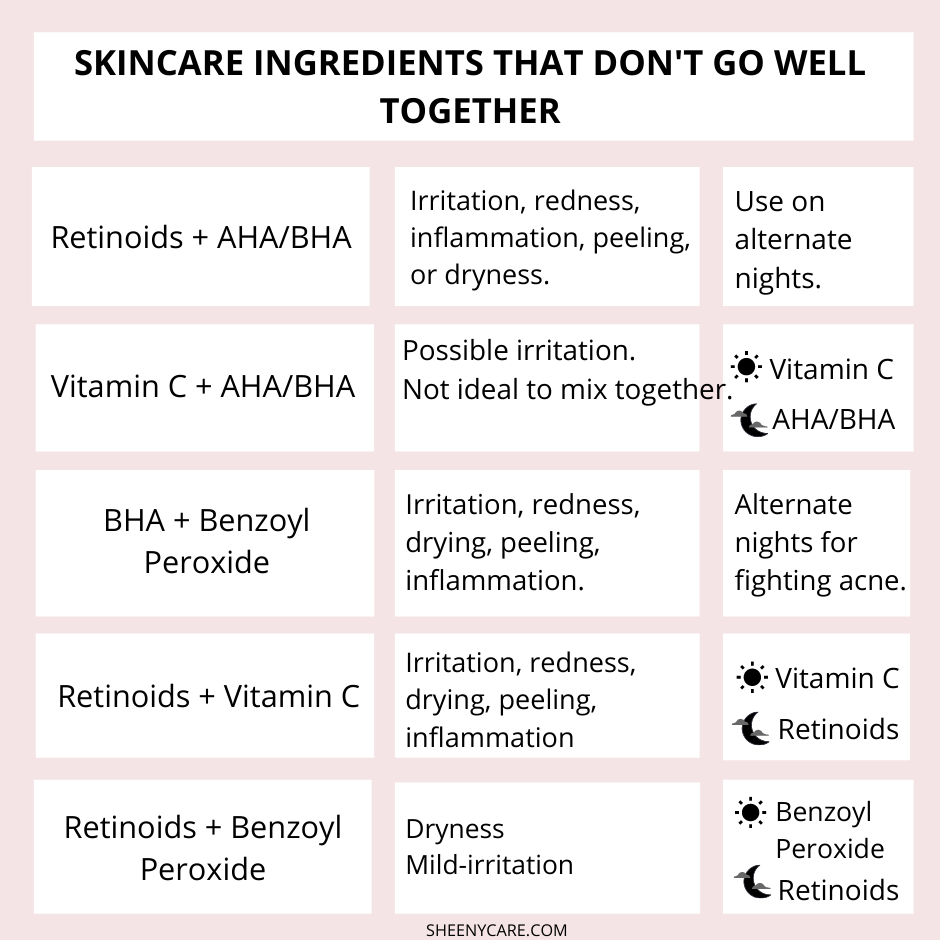 SKINCARE INGREDIENTS THAT DON'T GO WELL
TOGETHER
Retinoids + AHA/BHA
Irritation, redness,
inflammation, peeling,
or dryness.
Use on
alternate
nights.
Vitamin C + AHA/BHA
Possible irritation.
Not ideal to mix together.
Vitamin C
AHA/BHA
BHA + Benzoyl
Peroxide
Irritation, redness,
drying, peeling,
inflammation.
Alternate
nights for
fighting acne.
Retinoids + Vitamin C
Irritation, redness,
drying, peeling,
inflammation
Vitamin C
Retinoids
Retinoids + Benzoyl
Peroxide
Dryness
Mild-irritation
Benzoyl
Peroxide
Retinoids
SHEENYCARE.COM